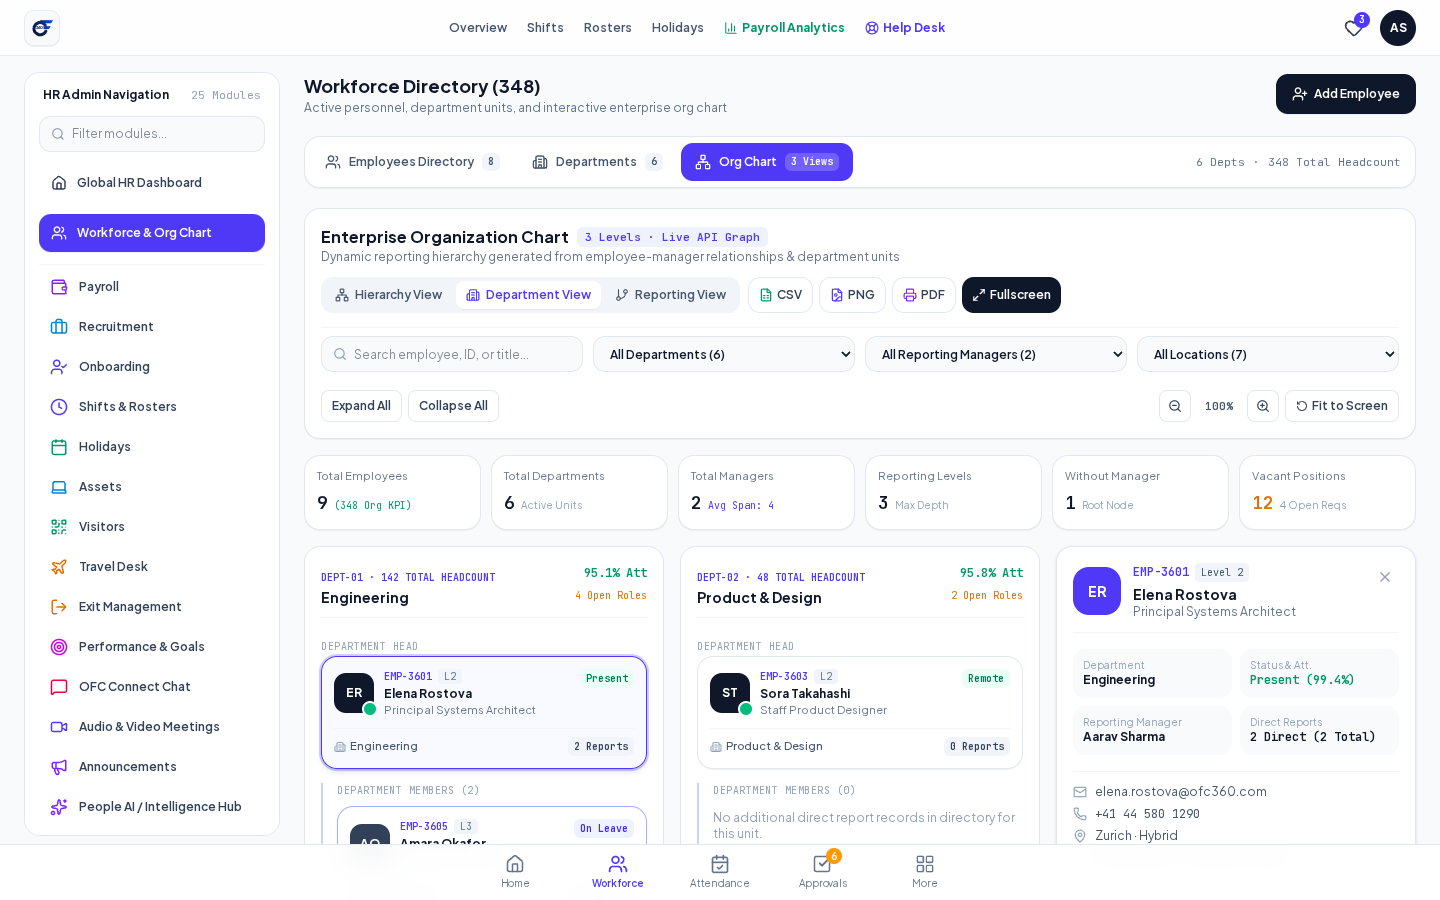 Overview
Shifts
Rosters
Holidays
Payroll Analytics
Help Desk
3
AS
HR Admin Navigation
25 Modules
Filter modules...
Global HR Dashboard
Workforce & Org Chart
Payroll
Recruitment
Onboarding
Shifts & Rosters
Holidays
Assets
Visitors
Travel Desk
Exit Management
Performance & Goals
OFC Connect Chat
Audio & Video Meetings
Announcements
People AI / Intelligence Hub
Workforce Directory (348)
Active personnel, department units, and interactive enterprise org chart
Add Employee
Employees Directory 8
Departments 6
Org Chart 3 Views
6 Depts · 348 Total Headcount
Enterprise Organization Chart
3 Levels · Live API Graph
Dynamic reporting hierarchy generated from employee-manager relationships & department units
Hierarchy View
Department View
Reporting View
CSV
PNG
PDF
Fullscreen
Search employee, ID, or title...
All Departments (6)
All Reporting Managers (2)
All Locations (7)
Expand All
Collapse All
100%
Fit to Screen
Total Employees
9 (348 Org KPI)
Total Departments
6 Active Units
Total Managers
2 Avg Span: 4
Reporting Levels
3 Max Depth
Without Manager
1 Root Node
Vacant Positions
12 4 Open Reqs
DEPT-01 · 142 TOTAL HEADCOUNT
95.1% Att
Engineering
4 Open Roles
DEPARTMENT HEAD
ER
EMP-3601 L2
Present
Elena Rostova
Principal Systems Architect
Engineering
2 Reports
DEPARTMENT MEMBERS (2)
AO
EMP-3605 L3
On Leave
Amara Okafor
DEPT-02 · 48 TOTAL HEADCOUNT
95.8% Att
Product & Design
2 Open Roles
DEPARTMENT HEAD
ST
EMP-3603 L2
Remote
Sora Takahashi
Staff Product Designer
Product & Design
0 Reports
DEPARTMENT MEMBERS (0)
No additional direct report records in directory for
this unit.
ER
EMP-3601 Level 2
Elena Rostova
Principal Systems Architect
Department
Engineering
Status & Att.
Present (99.4%)
Reporting Manager
Aarav Sharma
Direct Reports
2 Direct (2 Total)
elena.rostova@ofc360.com
+41 44 580 1290
Zurich · Hybrid
Home
Workforce
Attendance
6
Approvals
More